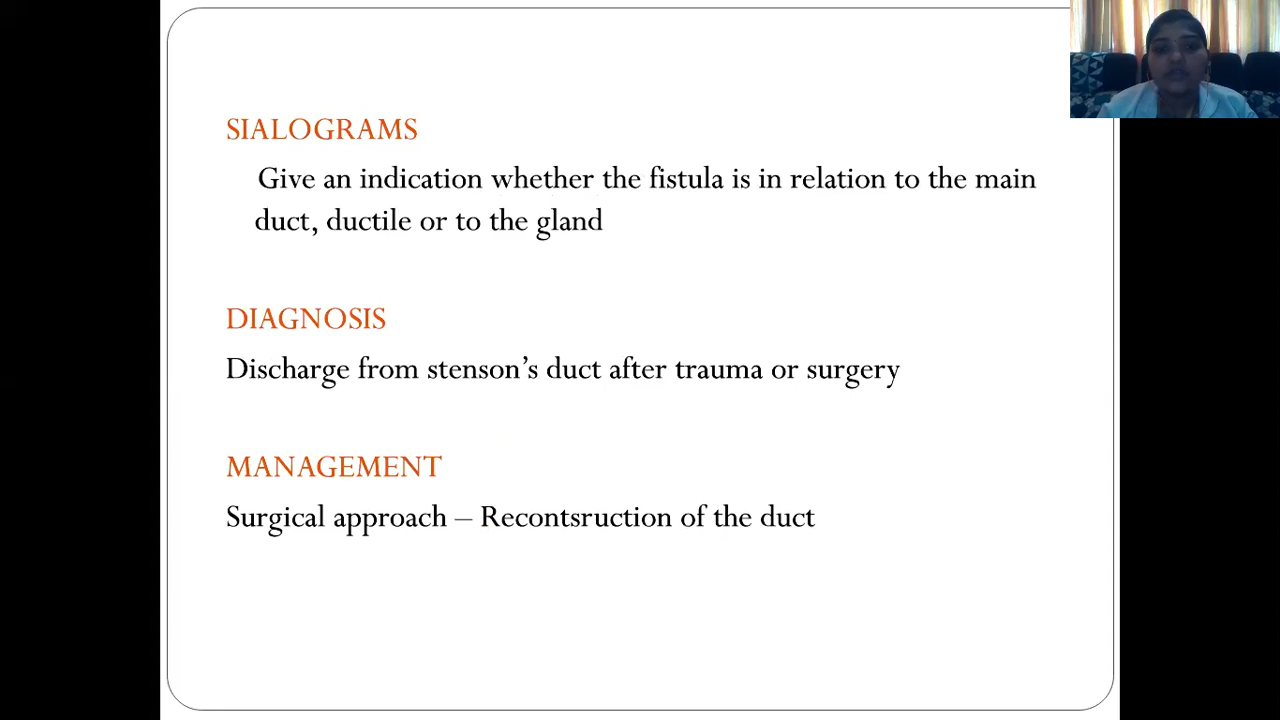 SIALOGRAMS
Give an indication whether the fistula is in relation to the main
duct, ductile or to the gland
DIAGNOSIS
Discharge from stenson’s duct after trauma or surgery
MANAGEMENT
Surgical approach – Recontsruction of the duct